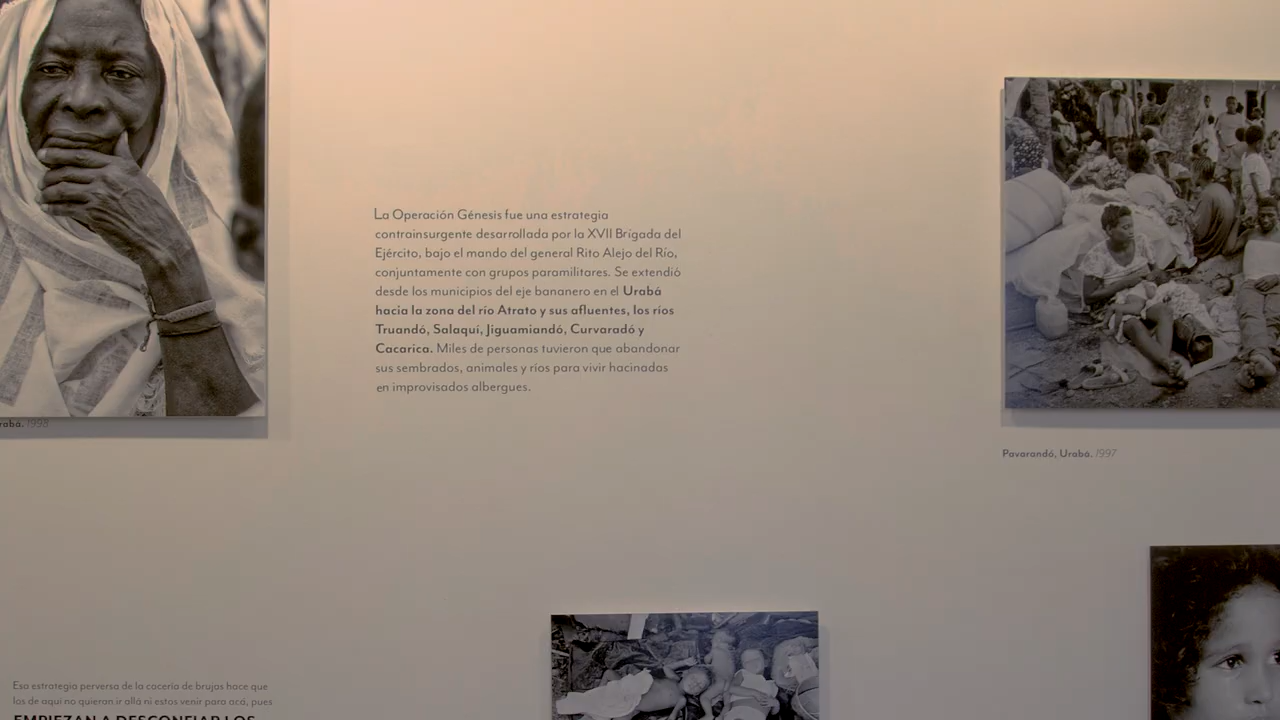 La Operación Génesis fue una estrategia
contrainsurgente desarrollada por la XVII Brigada del
Ejército, bajo el mando del general Rito Alejo del Río,
conjuntamente con grupos paramilitares. Se extendió
desde los municipios del eje bananero en el Urabá
hacia la zona del río Atrato y sus afluentes, los ríos
Truandó, Salaquí, Jiguamiandó, Curvaradó y
Cacarica. Miles de personas tuvieron que abandonar
sus sembrados, animales y ríos para vivir hacinadas
en improvisados albergues.
rabá. 1998
Pavarandó, Urabá. 1997
Esa estrategia perversa de la cacería de brujas hace que
los de aquí no quieran ir allá ni estos venir para acá, pues
EMPIEZAN A DESCONFIAR LOS